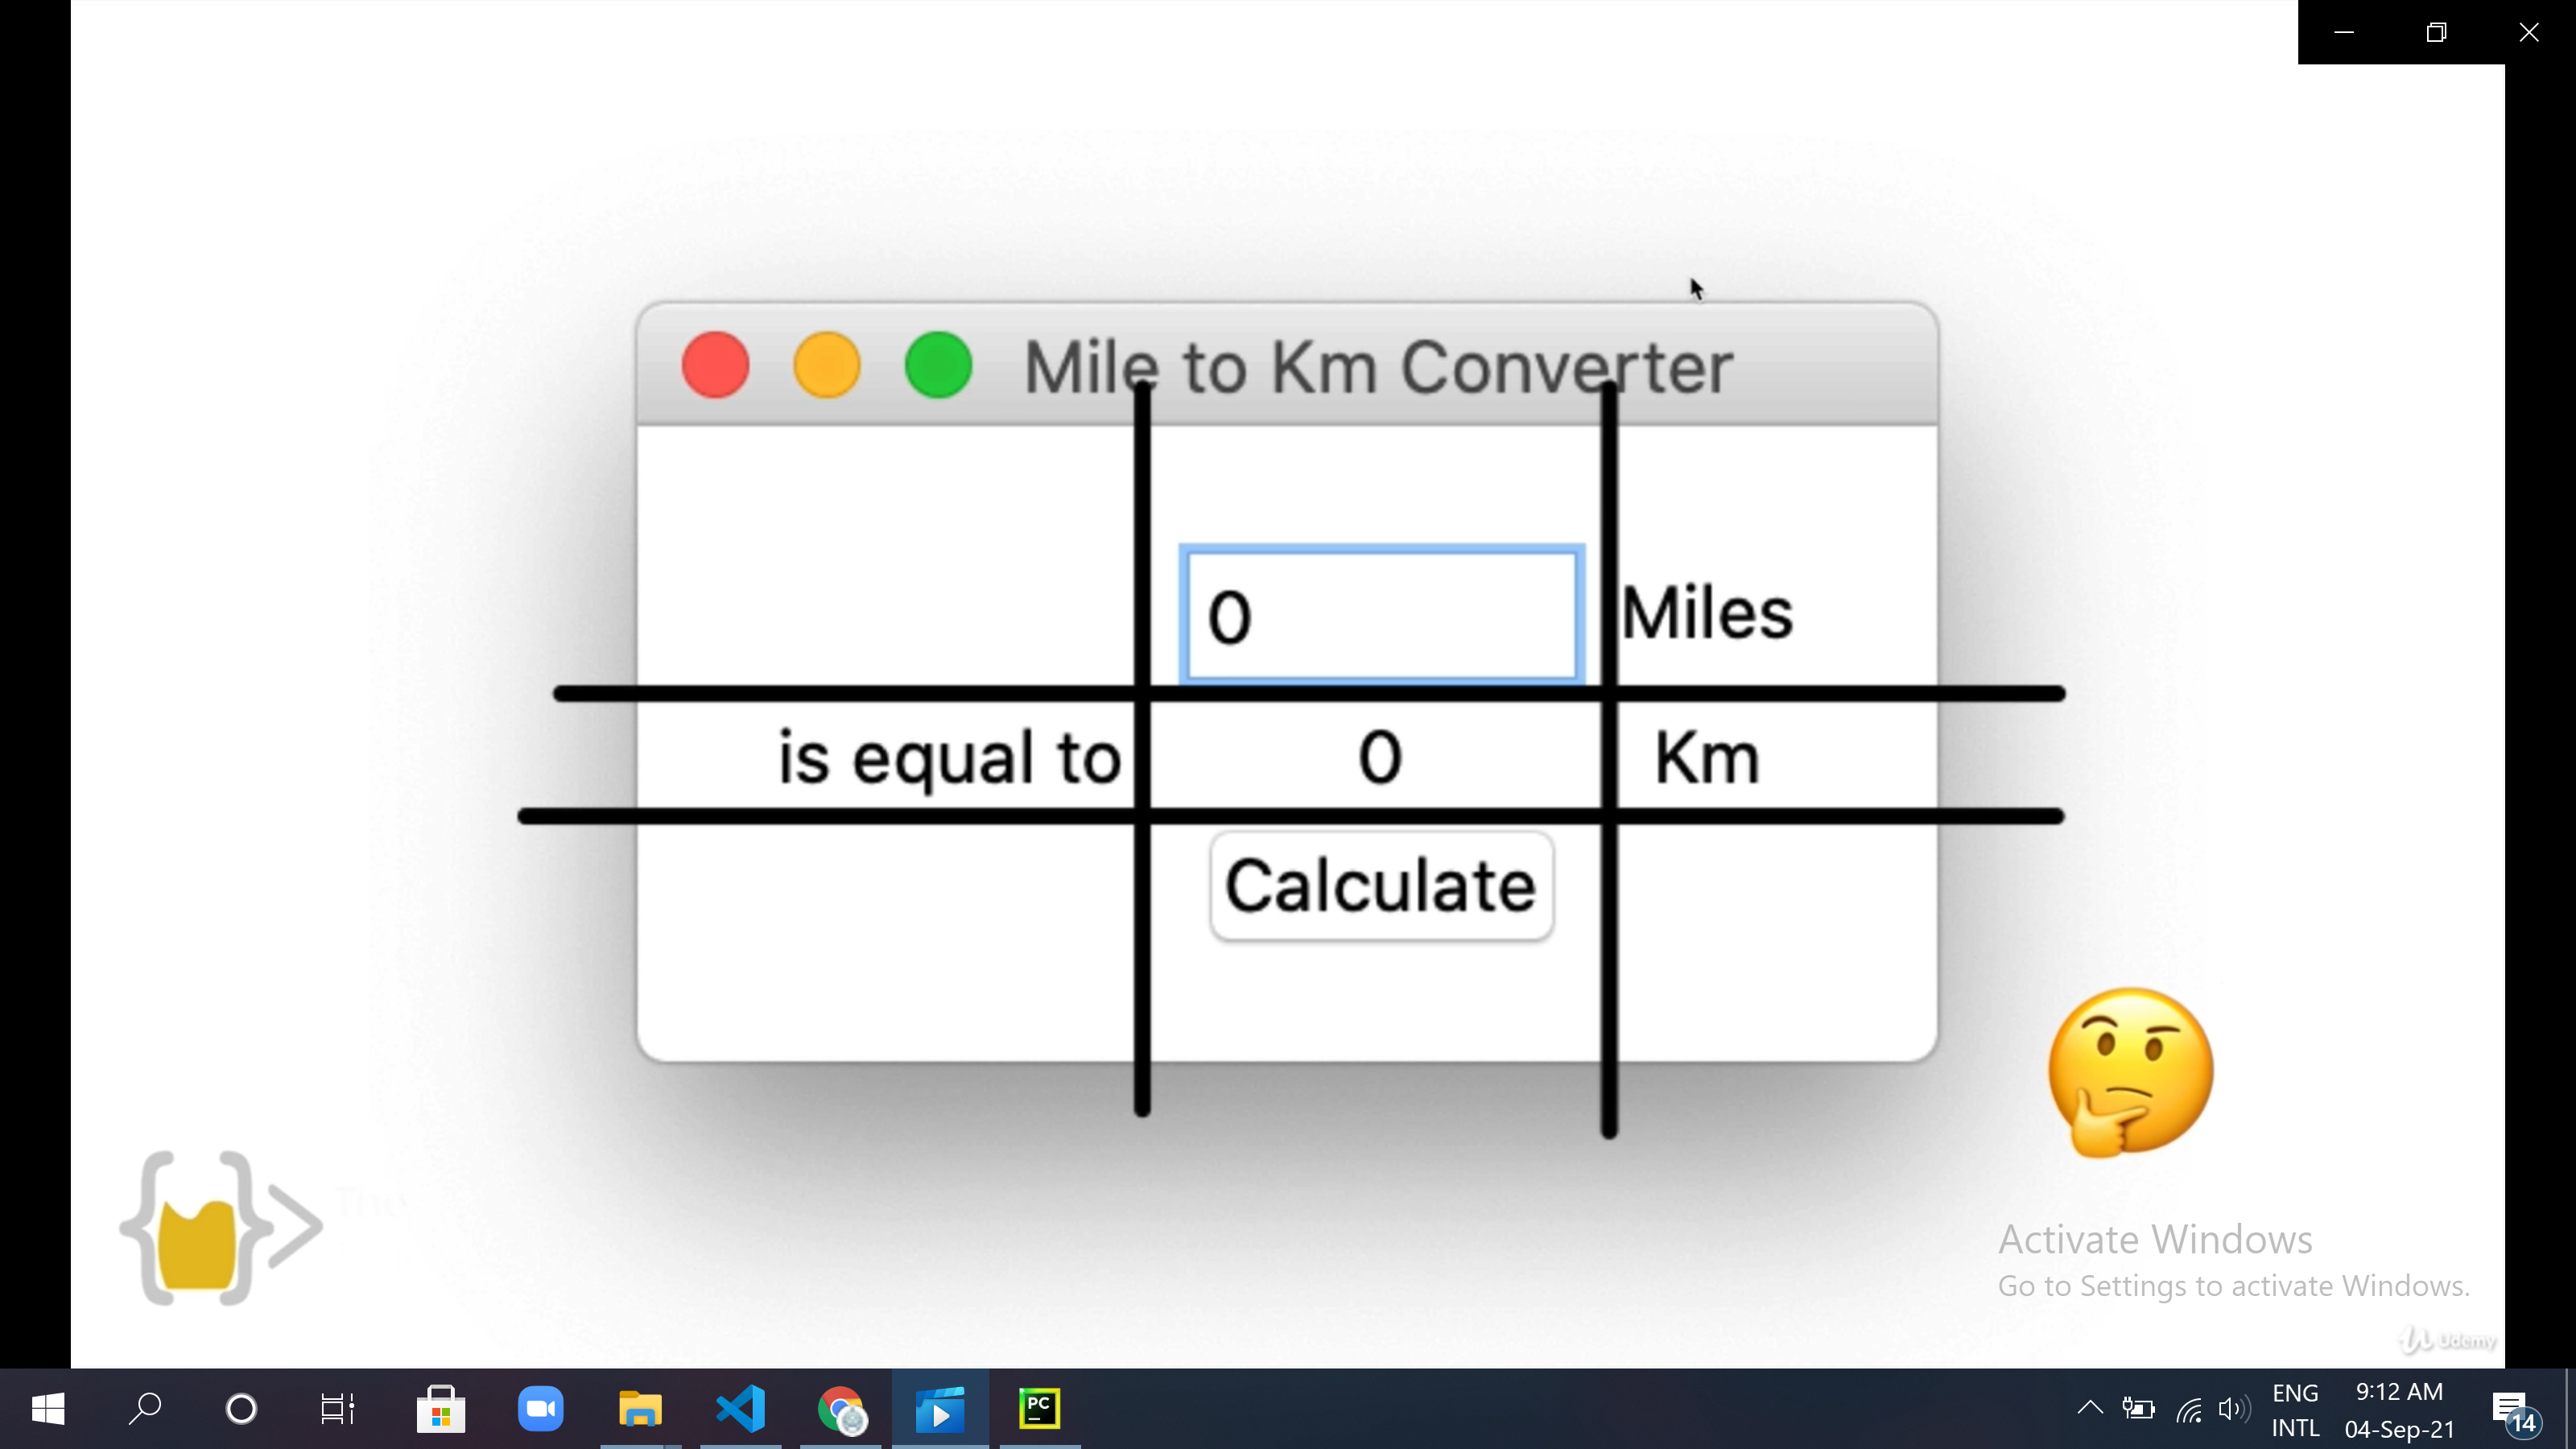 Mile to Km Converter
0 Miles
is equal to 0 Km
Calculate
Activate Windows
Go to Settings to activate Windows.
Udemy
PC
ENG
INTL
9:12 AM
04-Sep-21
14